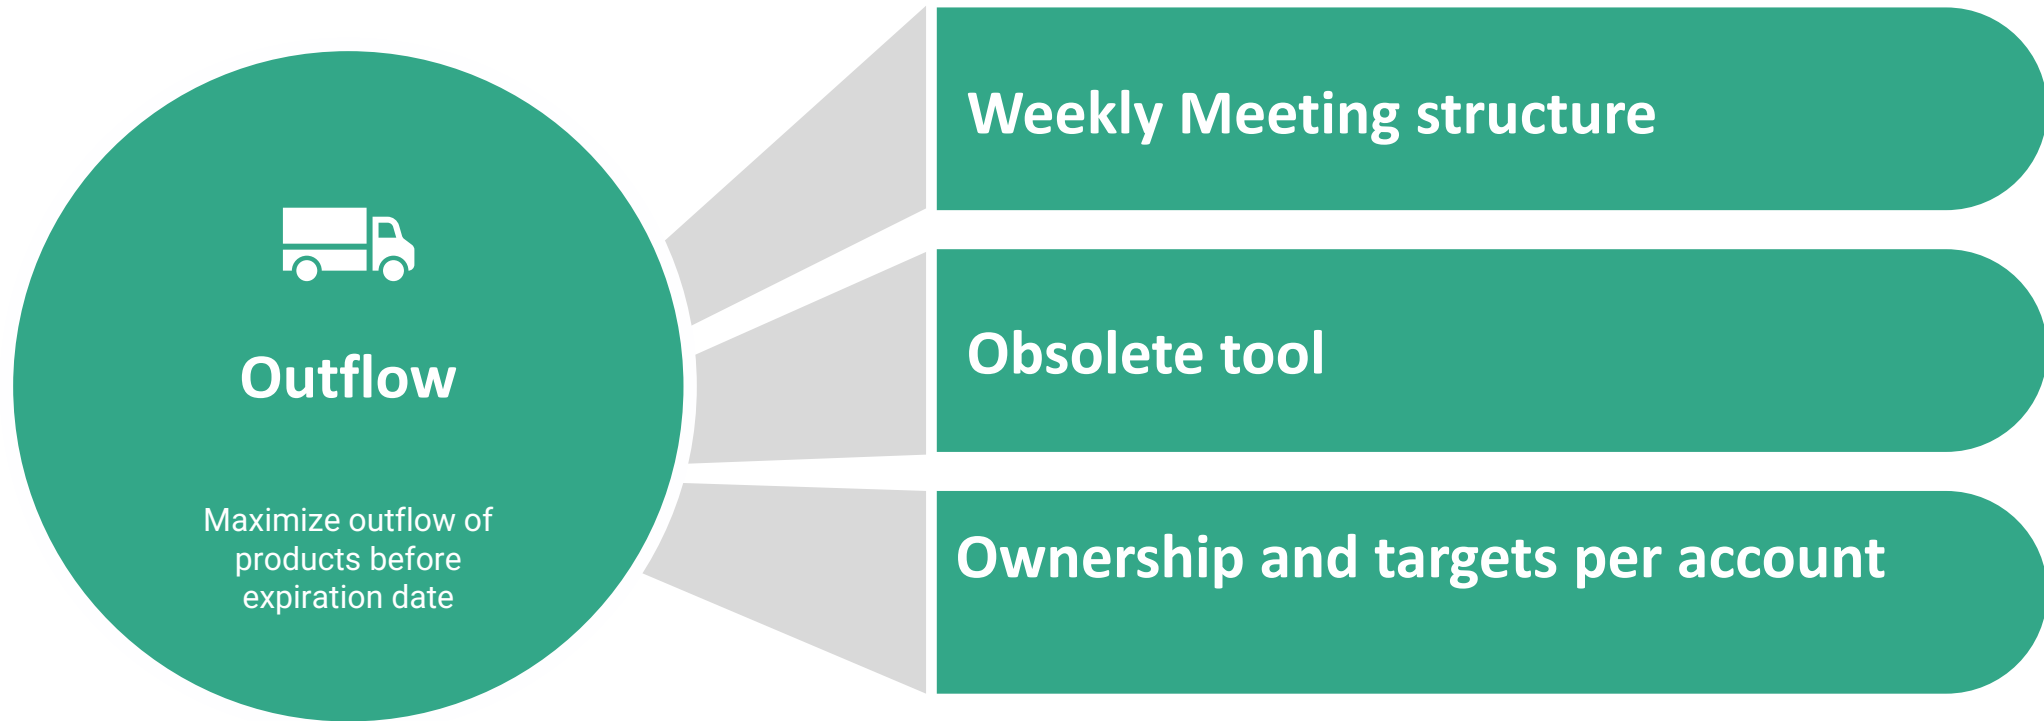 Outflow
Maximize outflow of
products before
expiration date
Weekly Meeting structure
Obsolete tool
Ownership and targets per account